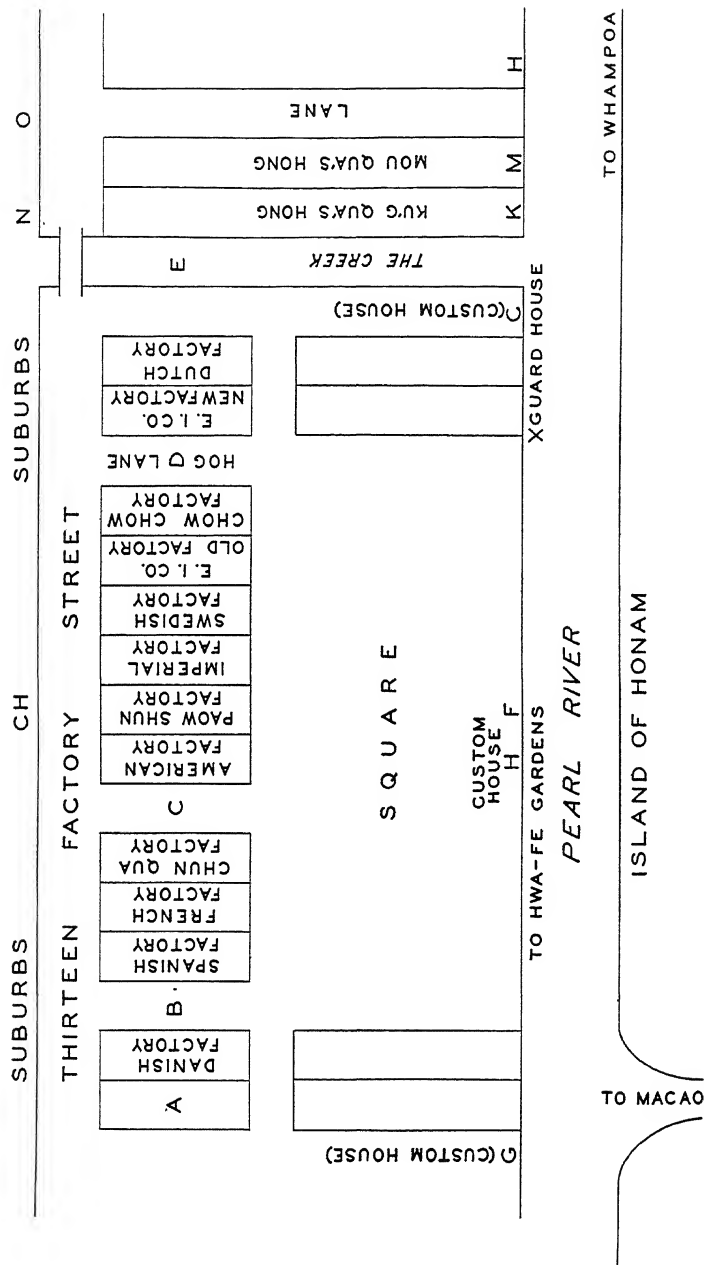 SUBURBS CH SUBURBS N O
THIRTEEN FACTORY STREET
A
DANISH
FACTORY
B.
SPANISH
FACTORY
FRENCH
FACTORY
CHUN QUA
FACTORY
C
AMERICAN
FACTORY
PAOW SHUN
FACTORY
IMPERIAL
FACTORY
SWEDISH
FACTORY
E. I. CO.
OLD FACTORY
CHOW CHOW
FACTORY
HOG D LANE
E. I. CO.
NEW FACTORY
DUTCH
FACTORY
E
THE CREEK
KU'G QUA'S HONG
K
MOU QUA'S HONG
M
LANE
H
SQUARE
G (CUSTOM HOUSE)
CUSTOM
HOUSE
H F
C (CUSTOM HOUSE)
TO HWA-FE GARDENS
XGUARD HOUSE
PEARL RIVER
TO WHAMPOA
TO MACAO
ISLAND OF HONAM